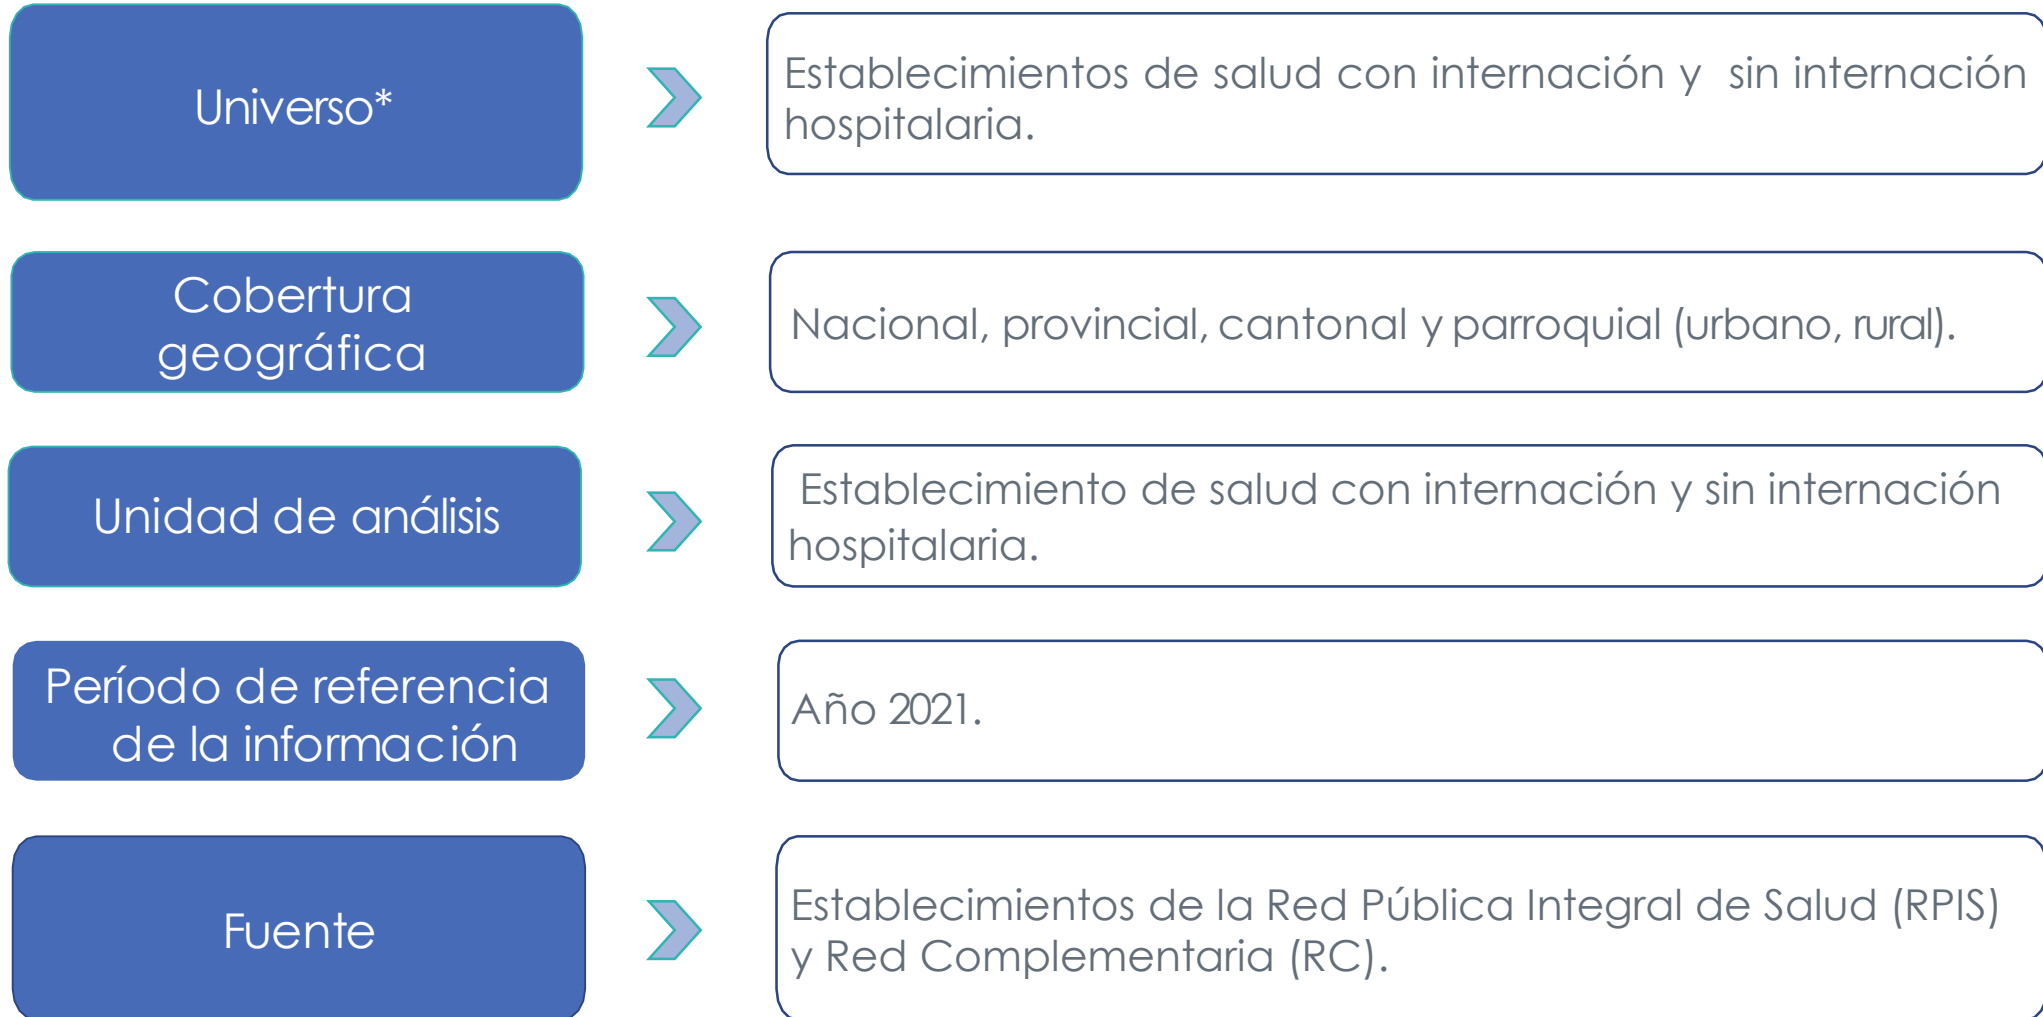 Universo*
Establecimientos de salud con internación y sin internación
hospitalaria.
Cobertura
geográfica
Nacional, provincial, cantonal y parroquial (urbano, rural).
Unidad de análisis
Establecimiento de salud con internación y sin internación
hospitalaria.
Período de referencia
de la información
Año 2021.
Fuente
Establecimientos de la Red Pública Integral de Salud (RPIS)
y Red Complementaria (RC).